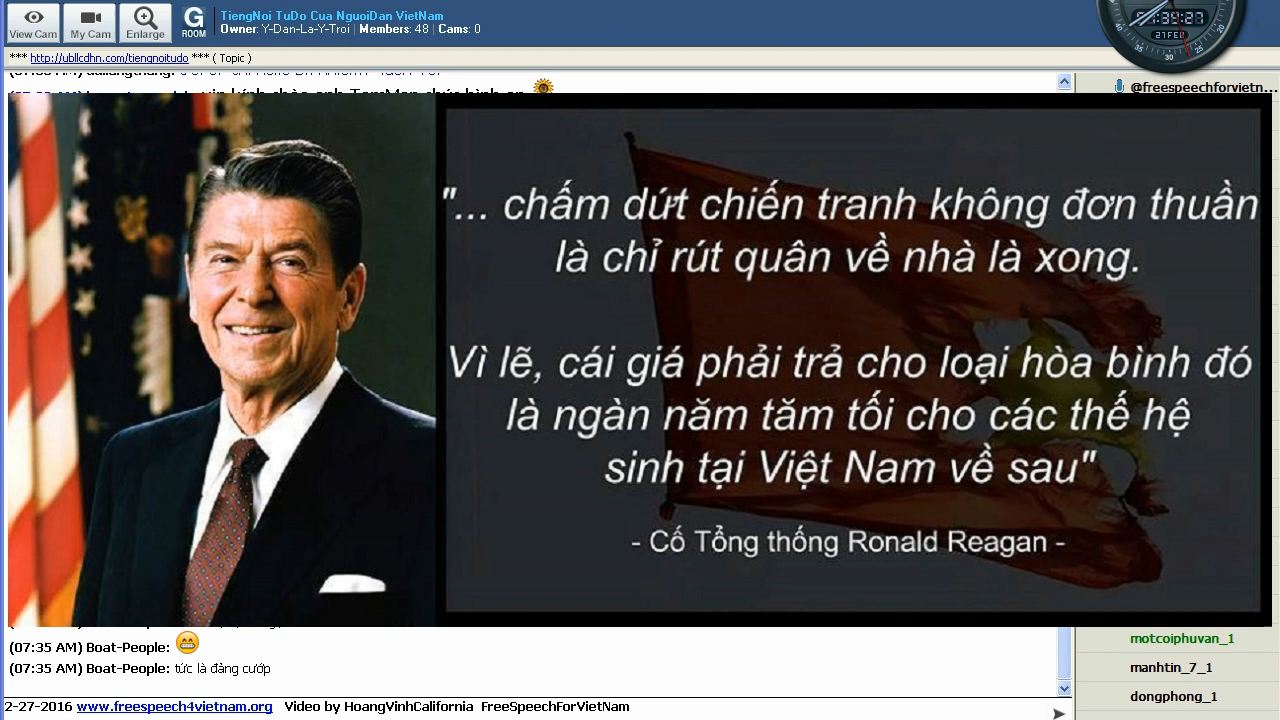 TiengNoi TuDo Cua NguoiDan VietNam
Owner: Y-Dan-La-Y-Troi | Members: 48 | Cams: 0
View Cam
My Cam
Enlarge
G
ROOM
21FEB
30
25
20
*** http://ubllcdhn.com/tiengnoitudo *** ( Topic )
@freespeechforvietn...
"... chấm dứt chiến tranh không đơn thuần
là chỉ rút quân về nhà là xong.
Vì lẽ, cái giá phải trả cho loại hòa bình đó
là ngàn năm tăm tối cho các thế hệ
sinh tại Việt Nam về sau"
- Cố Tổng thống Ronald Reagan -
(07:35 AM) Boat-People:
(07:35 AM) Boat-People: tức là đảng cướp
motcoiphuvan_1
manhtin_7_1
dongphong_1
2-27-2016 www.freespeech4vietnam.org Video by HoangVinhCalifornia FreeSpeechForVietNam